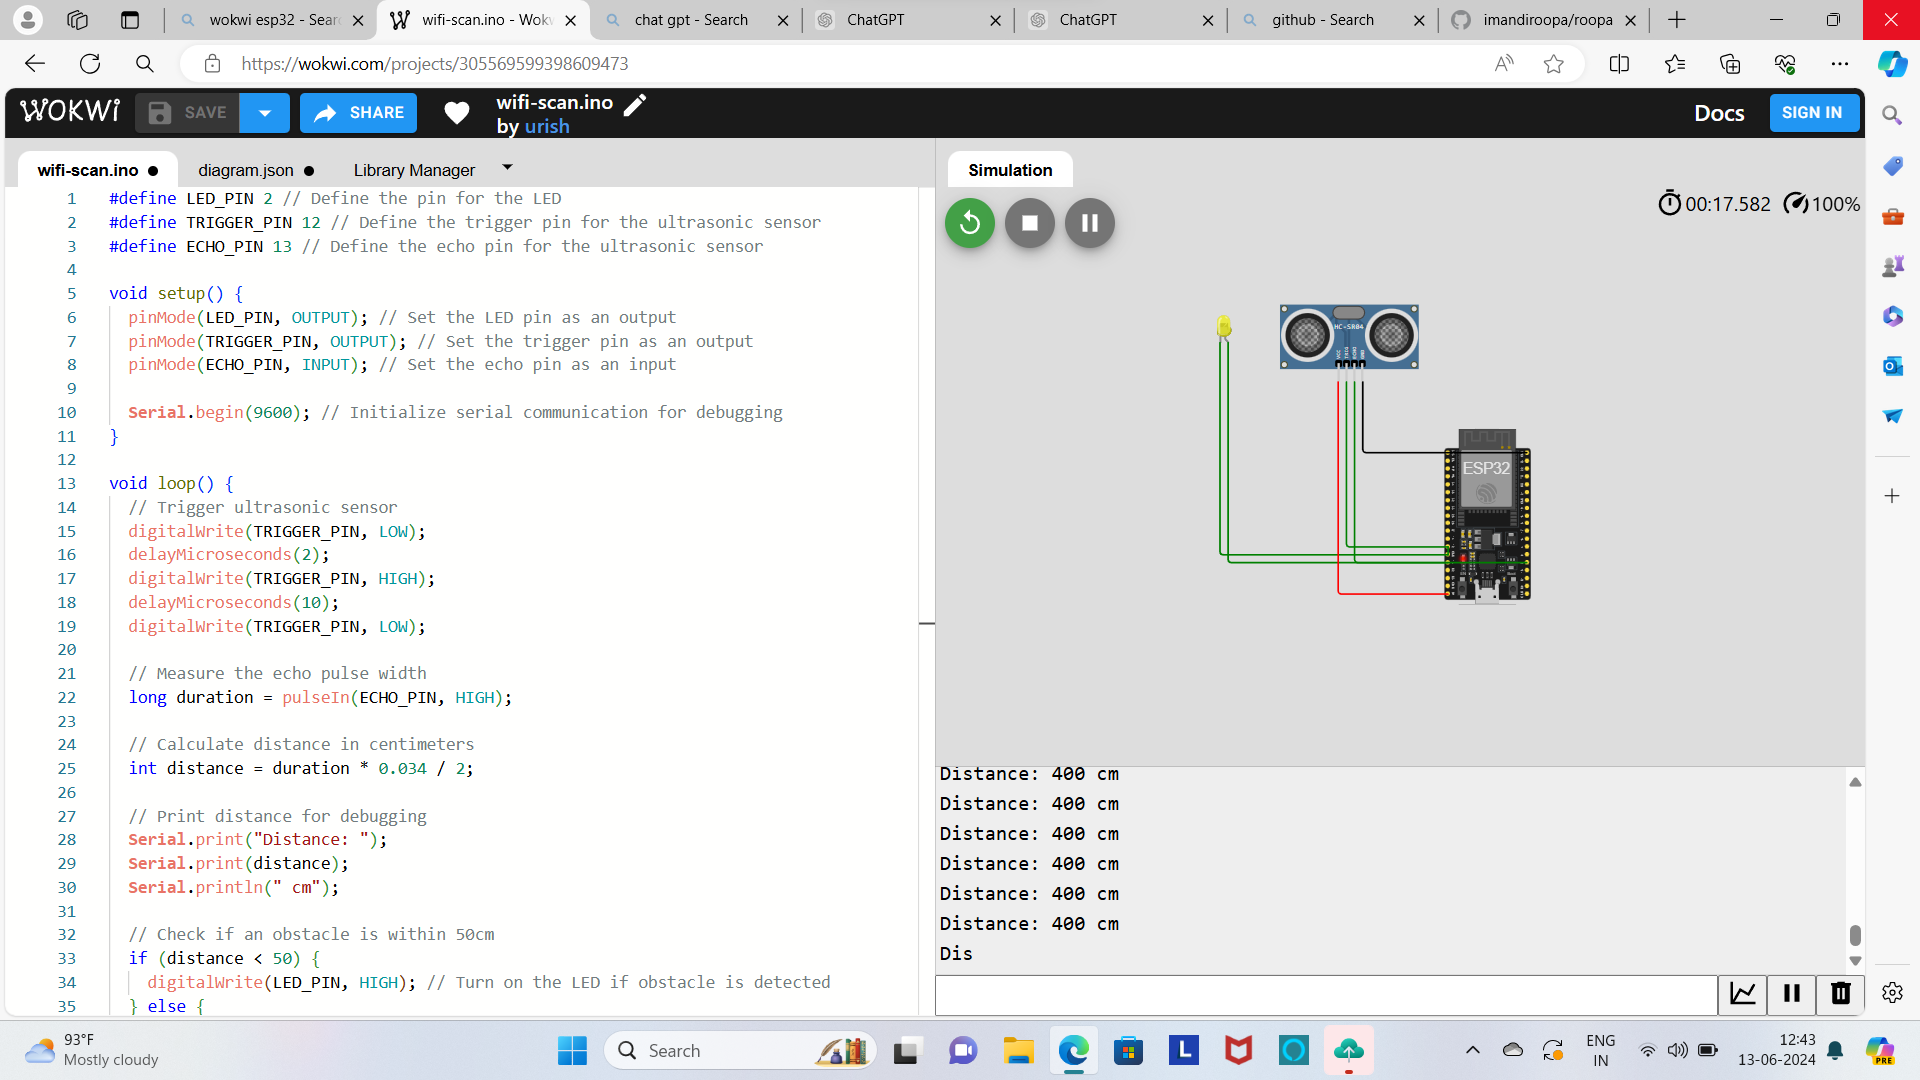 wokwi esp32 - Sear
wifi-scan.ino - Wokw
chat gpt - Search
ChatGPT
ChatGPT
github - Search
imandiroopa/roopa
https://wokwi.com/projects/305569599398609473
WOKWi
SAVE
SHARE
wifi-scan.ino
by urish
Docs
SIGN IN
wifi-scan.ino
diagram.json
Library Manager
1 #define LED_PIN 2 // Define the pin for the LED
2 #define TRIGGER_PIN 12 // Define the trigger pin for the ultrasonic sensor
3 #define ECHO_PIN 13 // Define the echo pin for the ultrasonic sensor
4
5 void setup() {
6 pinMode(LED_PIN, OUTPUT); // Set the LED pin as an output
7 pinMode(TRIGGER_PIN, OUTPUT); // Set the trigger pin as an output
8 pinMode(ECHO_PIN, INPUT); // Set the echo pin as an input
9
10 Serial.begin(9600); // Initialize serial communication for debugging
11 }
12
13 void loop() {
14 // Trigger ultrasonic sensor
15 digitalWrite(TRIGGER_PIN, LOW);
16 delayMicroseconds(2);
17 digitalWrite(TRIGGER_PIN, HIGH);
18 delayMicroseconds(10);
19 digitalWrite(TRIGGER_PIN, LOW);
20
21 // Measure the echo pulse width
22 long duration = pulseIn(ECHO_PIN, HIGH);
23
24 // Calculate distance in centimeters
25 int distance = duration * 0.034 / 2;
26
27 // Print distance for debugging
28 Serial.print("Distance: ");
29 Serial.print(distance);
30 Serial.println(" cm");
31
32 // Check if an obstacle is within 50cm
33 if (distance < 50) {
34 digitalWrite(LED_PIN, HIGH); // Turn on the LED if obstacle is detected
35 } else {
Simulation
00:17.582
100%
HC-SR04
VCC
TRIG
ECHO
GND
ESP32
Distance: 400 cm
Distance: 400 cm
Distance: 400 cm
Distance: 400 cm
Distance: 400 cm
Distance: 400 cm
Dis
93°F
Mostly cloudy
Search
L
ENG
IN
12:43
13-06-2024
PRE